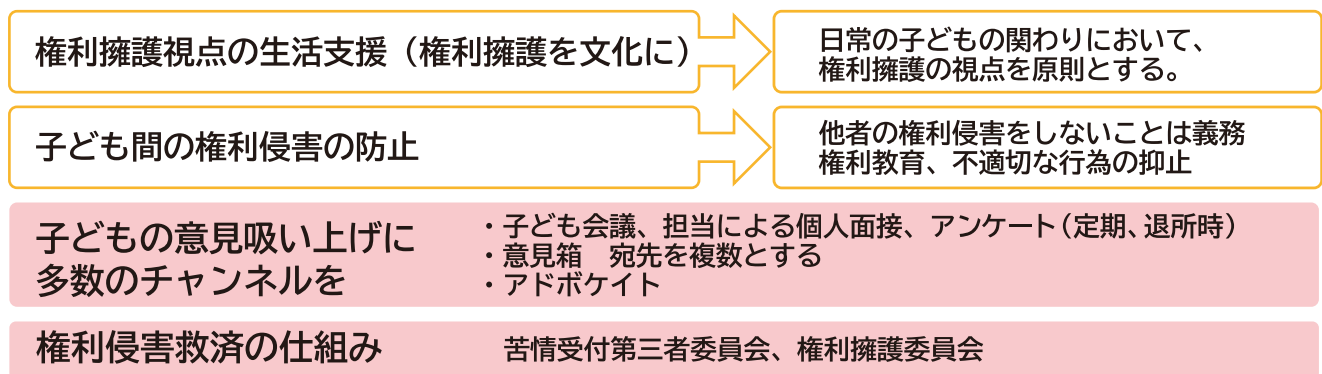 権利擁護視点の生活支援（権利擁護を文化に）
日常の子どもの関わりにおいて、
権利擁護の視点を原則とする。
子ども間の権利侵害の防止
他者の権利侵害をしないことは義務
権利教育、不適切な行為の抑止
子どもの意見吸い上げに
多数のチャンネルを
・子ども会議、担当による個人面接、アンケート（定期、退所時）
・意見箱　宛先を複数とする
・アドボケイト
権利侵害救済の仕組み
苦情受付第三者委員会、権利擁護委員会